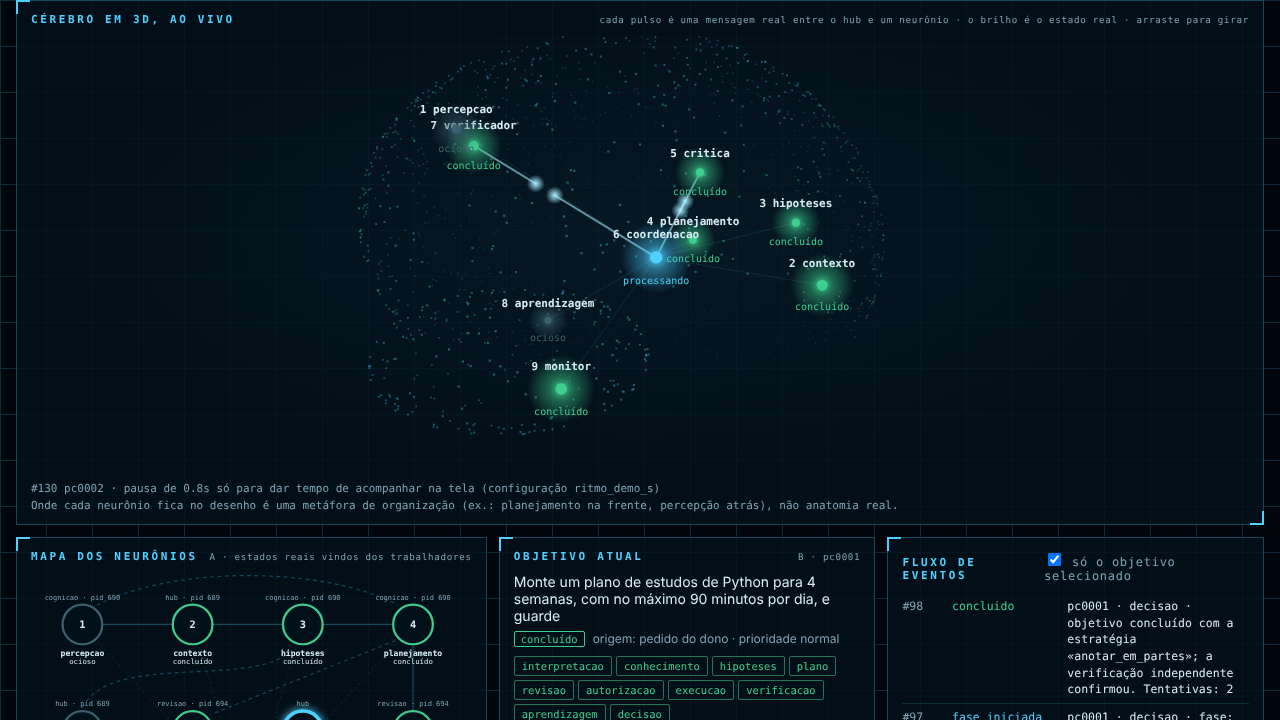 CÉREBRO EM 3D, AO VIVO
cada pulso é uma mensagem real entre o hub e um neurônio · o brilho é o estado real · arraste para girar
1 percepcao
7 verificador
ocioso
concluído
5 critica
concluído
3 hipoteses
concluído
4 planejamento
6 coordenacao
concluído
processando
2 contexto
concluído
8 aprendizagem
ocioso
9 monitor
concluído
#130 pc0002 · pausa de 0.8s só para dar tempo de acompanhar na tela (configuração ritmo_demo_s)
Onde cada neurônio fica no desenho é uma metáfora de organização (ex.: planejamento na frente, percepção atrás), não anatomia real.
MAPA DOS NEURÔNIOS A · estados reais vindos dos trabalhadores
cognicao · pid 690 hub · pid 689 cognicao · pid 690 cognicao · pid 690
1 2 3 4
percepcao contexto hipoteses planejamento
ocioso concluído concluído concluído
hub · pid 689 revisao · pid 694 hub revisao · pid 694
OBJETIVO ATUAL B · pc0001
Monte um plano de estudos de Python para 4
semanas, com no máximo 90 minutos por dia, e
guarde
concluído origem: pedido do dono · prioridade normal
interpretacao conhecimento hipoteses plano
revisao autorizacao execucao verificacao
aprendizagem decisao
FLUXO DE
EVENTOS
só o objetivo
selecionado
#98 concluido pc0001 · decisao ·
objetivo concluído com a
estratégia
«anotar_em_partes»; a
verificação independente
confirmou. Tentativas: 2
#97 fase_iniciada pc0001 · decisao · fase: